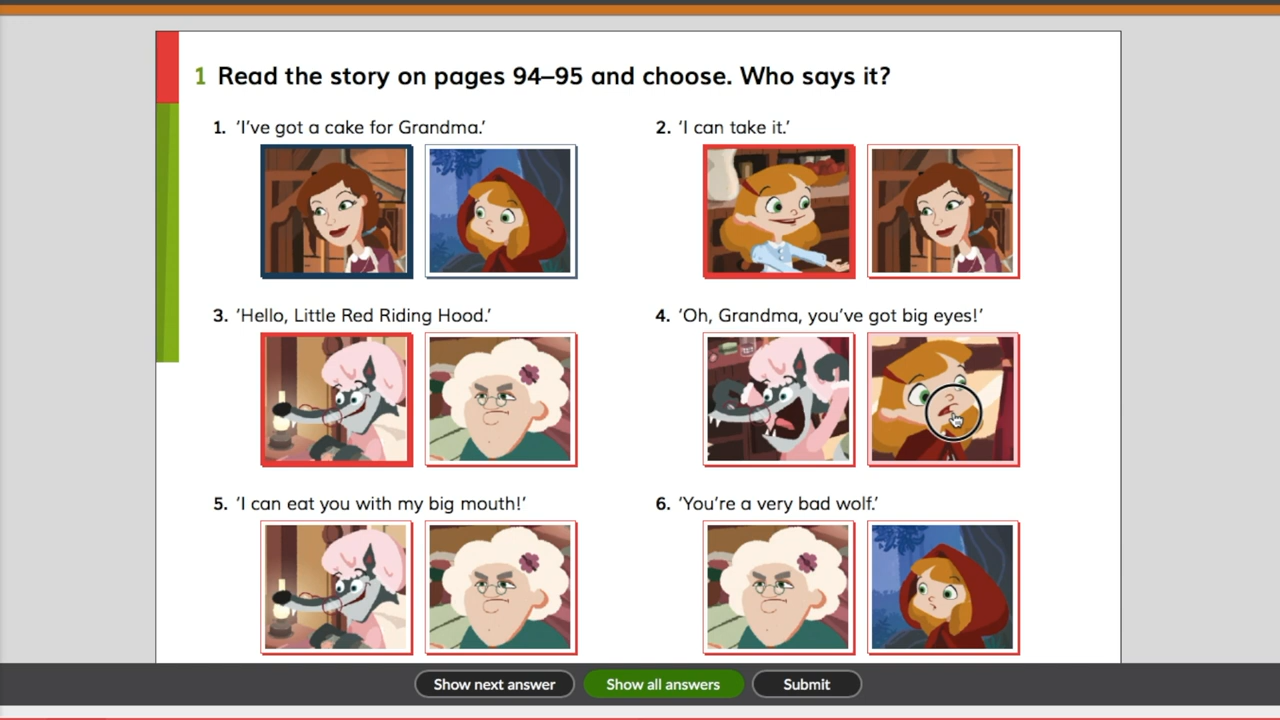 1 Read the story on pages 94–95 and choose. Who says it?
1. ‘I’ve got a cake for Grandma.’
2. ‘I can take it.’
3. ‘Hello, Little Red Riding Hood.’
4. ‘Oh, Grandma, you’ve got big eyes!’
5. ‘I can eat you with my big mouth!’
6. ‘You’re a very bad wolf.’
Show next answer
Show all answers
Submit